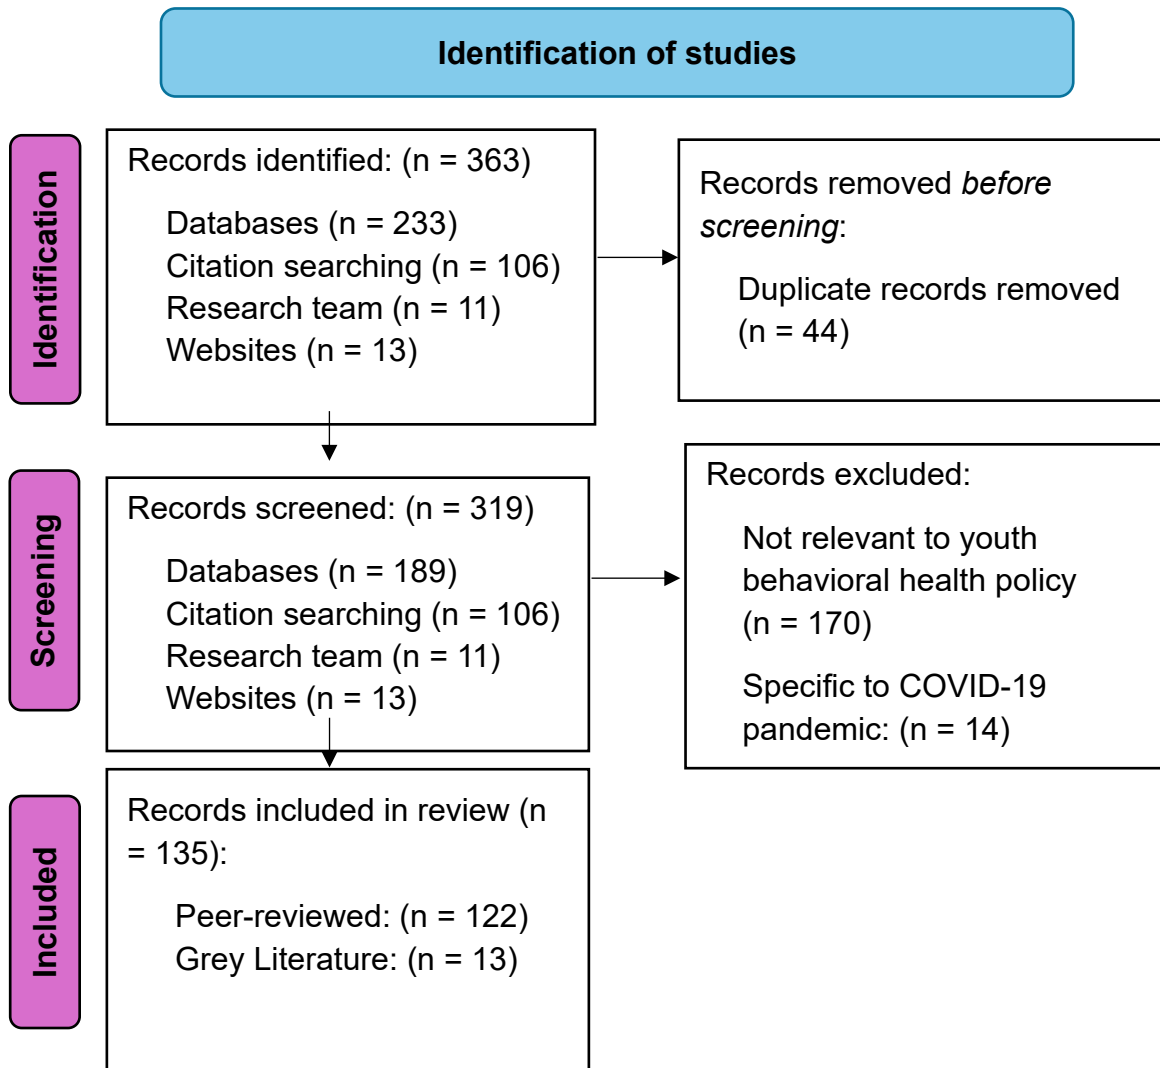 Identification of studies
Identification
Records identified: (n = 363)
Databases (n = 233)
Citation searching (n = 106)
Research team (n = 11)
Websites (n = 13)
Records removed before
screening:
Duplicate records removed
(n = 44)
Screening
Records screened: (n = 319)
Databases (n = 189)
Citation searching (n = 106)
Research team (n = 11)
Websites (n = 13)
Records excluded:
Not relevant to youth
behavioral health policy
(n = 170)
Specific to COVID-19
pandemic: (n = 14)
Included
Records included in review (n
= 135):
Peer-reviewed: (n = 122)
Grey Literature: (n = 13)